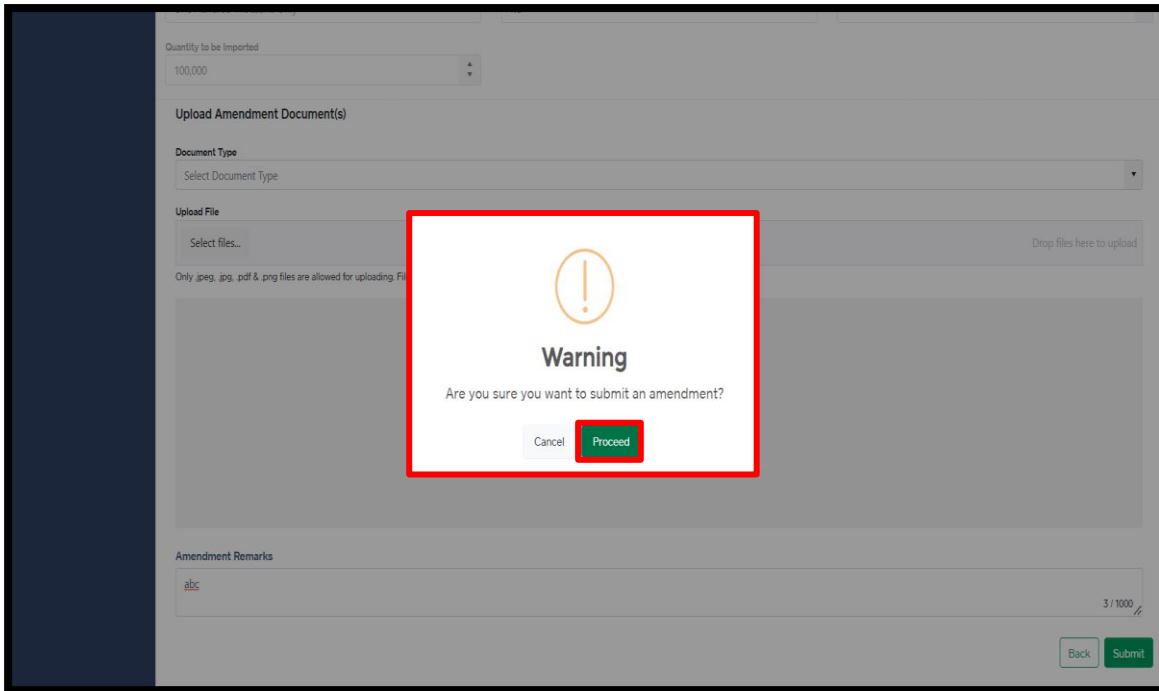 Quantity to be Imported
100,000
Upload Amendment Document(s)
Document Type
Select Document Type
Upload File
Select files...
Drop files here to upload
Only .jpeg, .jpg, .pdf & .png files are allowed for uploading.
Warning
Are you sure you want to submit an amendment?
Cancel Proceed
Amendment Remarks
abc
3 / 1000
Back Submit